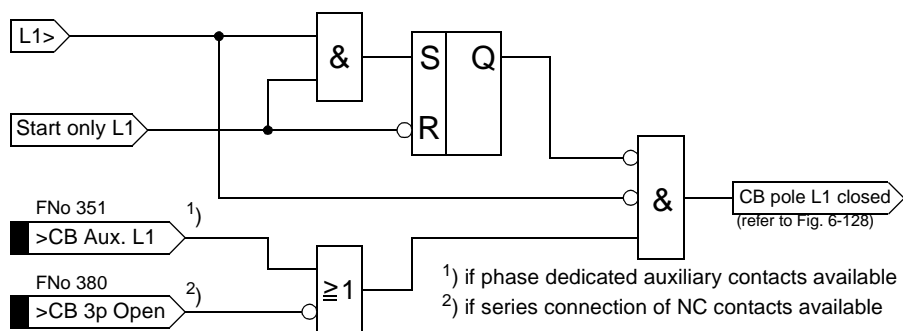 L1>
&
S
Q
R
Start only L1
FNo 351
>CB Aux. L1
1)
FNo 380
>CB 3p Open
2)
≧1
&
CB pole L1 closed
(refer to Fig. 6-128)
1) if phase dedicated auxiliary contacts available
2) if series connection of NC contacts available